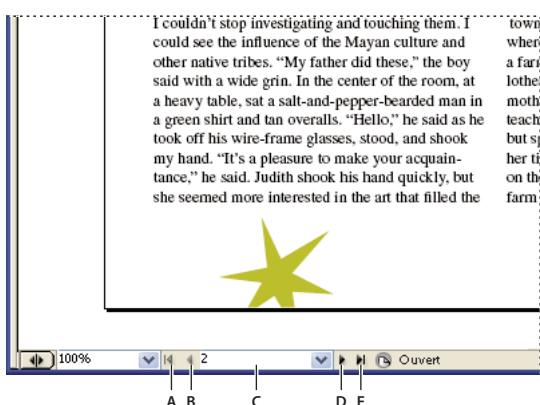 I couldn't stop investigating and touching them. I
could see the influence of the Mayan culture and
other native tribes. “My father did these,” the boy
said with a wide grin. In the center of the room, at
a heavy table, sat a salt-and-pepper-bearded man in
a green shirt and tan overalls. “Hello,” he said as he
took off his wire-frame glasses, stood, and shook
my hand. “It's a pleasure to make your acquain-
tance,” he said. Judith shook his hand quickly, but
she seemed more interested in the art that filled the
town
wher
a far
lothe
moth
teach
but s
her ti
on th
farm
100% 2 Ouvert
A B C D E